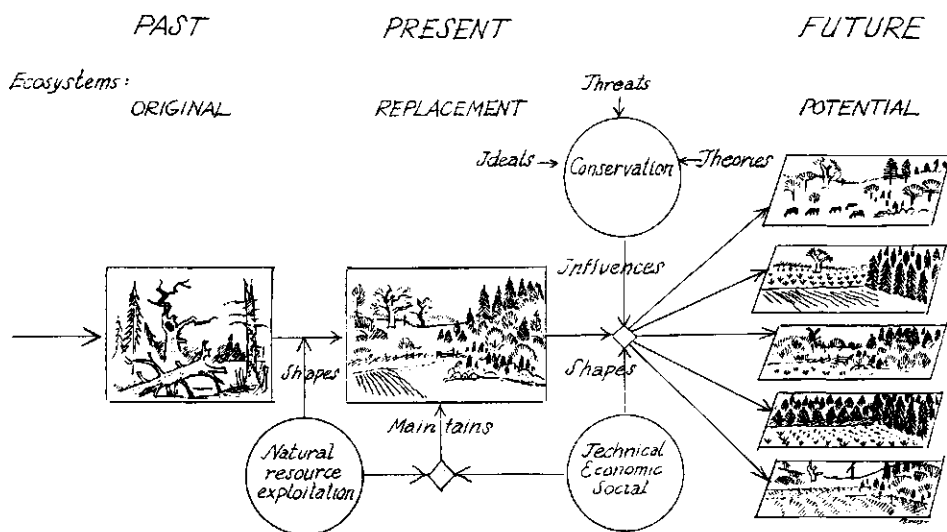 PAST PRESENT FUTURE
Ecosystems:
ORIGINAL REPLACEMENT POTENTIAL
Threats
Ideals Conservation Theories
Influences
Shapes Shapes
Maintains
Natural
resource
exploitation
Technical
Economic
Social